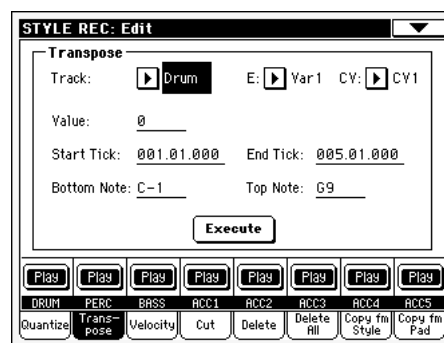 STYLE REC: Edit
Transpose
Track: Drum E: Var1 CV: CV1
Value: 0
Start Tick: 001.01.000 End Tick: 005.01.000
Bottom Note: C-1 Top Note: G9
Execute
Play Play Play Play Play Play Play Play
DRUM PERC BASS ACC1 ACC2 ACC3 ACC4 ACC5
Quantize Trans-pose Velocity Cut Delete Delete All Copy fm Style Copy fm Pad